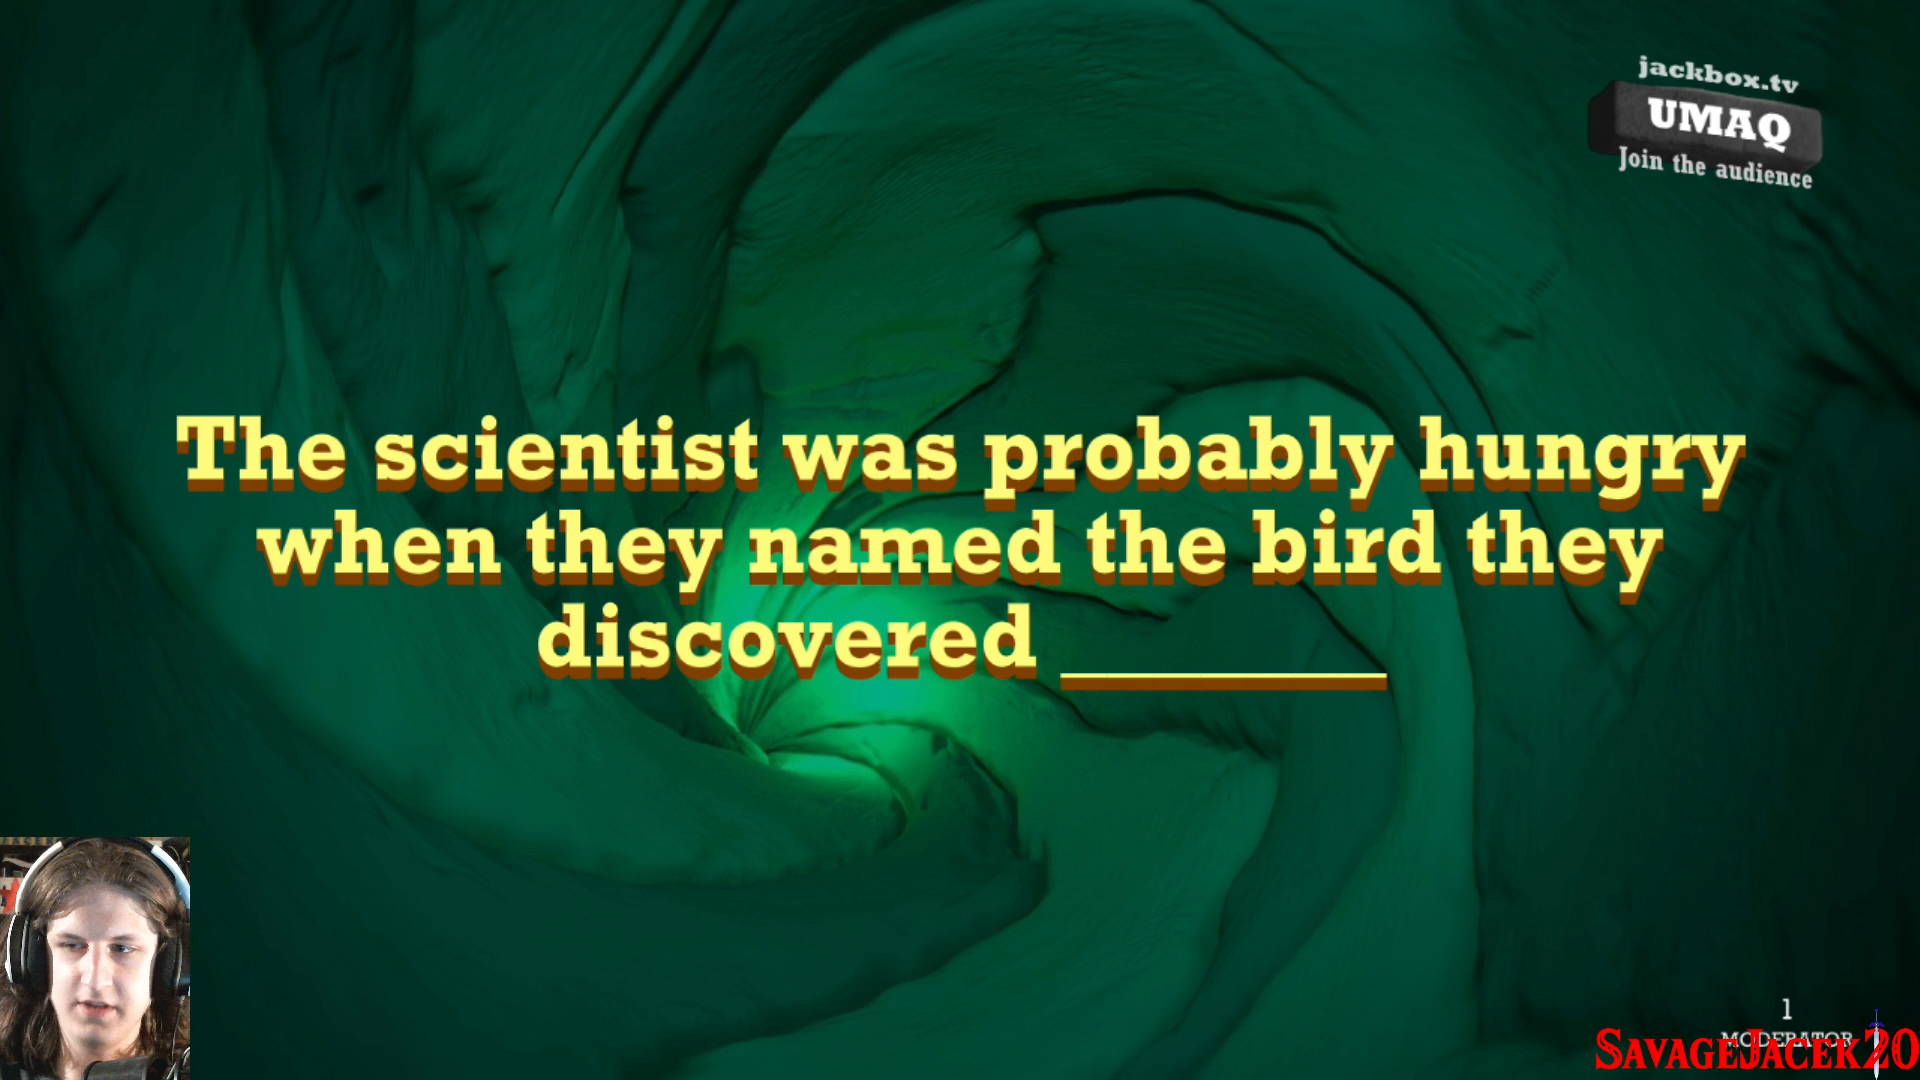 jackbox.tv
UMAQ
Join the audience
The scientist was probably hungry
when they named the bird they
discovered ________
1
MODERATOR
SAVAGEJACEK20